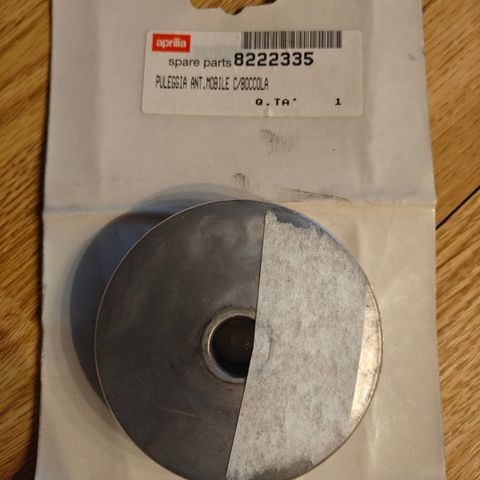 aprilia
spare parts 8222335
PULEGGIA ANT.MOBILE C/BOCCOLA
Q.TA' 1